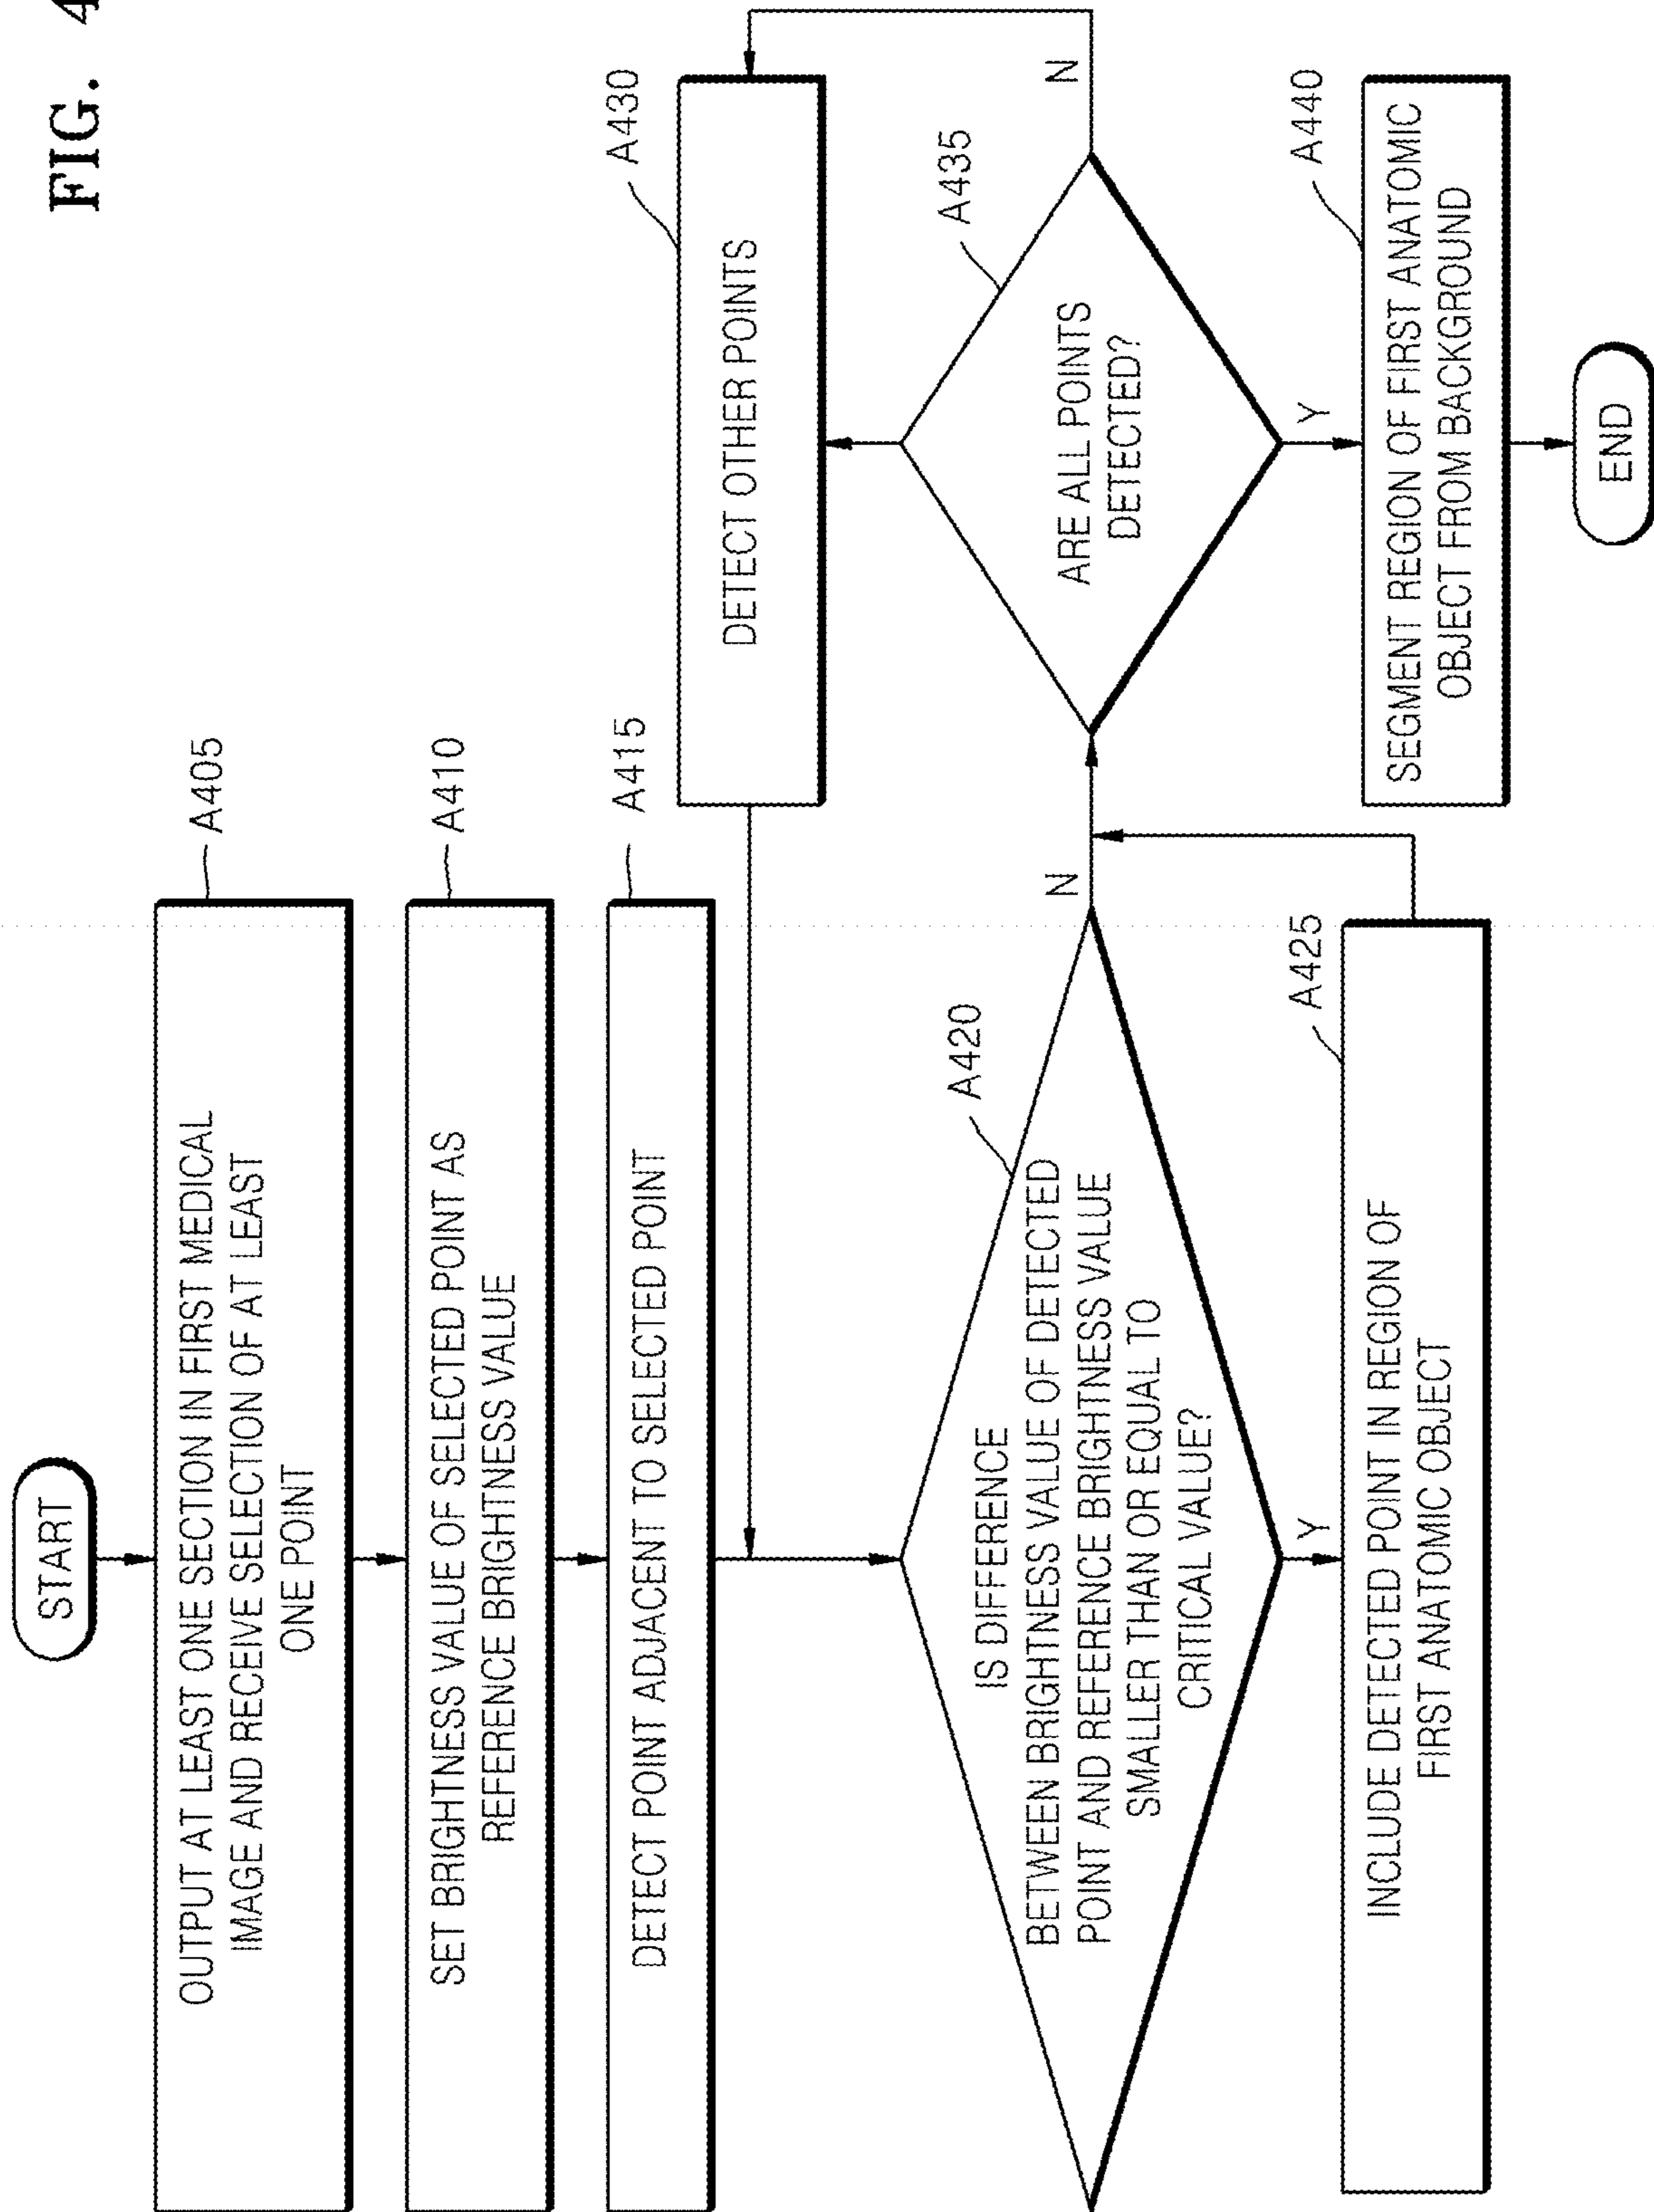 FIG. 4
START
OUTPUT AT LEAST ONE SECTION IN FIRST MEDICAL
IMAGE AND RECEIVE SELECTION OF AT LEAST
ONE POINT
A405
SET BRIGHTNESS VALUE OF SELECTED POINT AS
REFERENCE BRIGHTNESS VALUE
A410
DETECT POINT ADJACENT TO SELECTED POINT
A415
IS DIFFERENCE
BETWEEN BRIGHTNESS VALUE OF DETECTED
POINT AND REFERENCE BRIGHTNESS VALUE
SMALLER THAN OR EQUAL TO
CRITICAL VALUE?
A420
N
Y
INCLUDE DETECTED POINT IN REGION OF
FIRST ANATOMIC OBJECT
A425
DETECT OTHER POINTS
A430
ARE ALL POINTS
DETECTED?
A435
N
Y
SEGMENT REGION OF FIRST ANATOMIC
OBJECT FROM BACKGROUND
A440
END